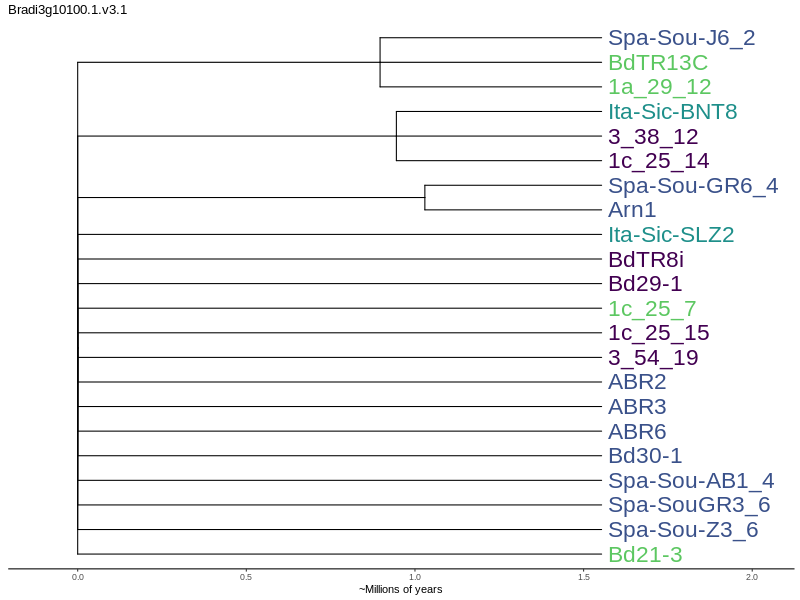 Bradi3g10100.1.v3.1
Spa-Sou-J6_2
BdTR13C
1a_29_12
Ita-Sic-BNT8
3_38_12
1c_25_14
Spa-Sou-GR6_4
Arn1
Ita-Sic-SLZ2
BdTR8i
Bd29-1
1c_25_7
1c_25_15
3_54_19
ABR2
ABR3
ABR6
Bd30-1
Spa-Sou-AB1_4
Spa-SouGR3_6
Spa-Sou-Z3_6
Bd21-3
0.0 0.5 1.0 1.5 2.0
~Millions of years